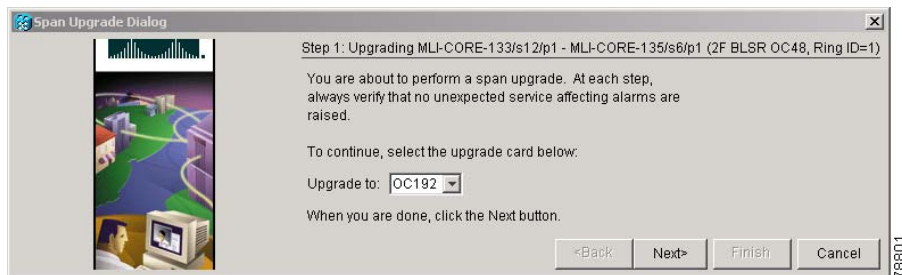 Span Upgrade Dialog
Step 1: Upgrading MLI-CORE-133/s12/p1 - MLI-CORE-135/s6/p1 (2F BLSR OC48, Ring ID=1)
You are about to perform a span upgrade. At each step,
always verify that no unexpected service affecting alarms are
raised.
To continue, select the upgrade card below:
Upgrade to: OC192
When you are done, click the Next button.
<Back Next> Finish Cancel
78801